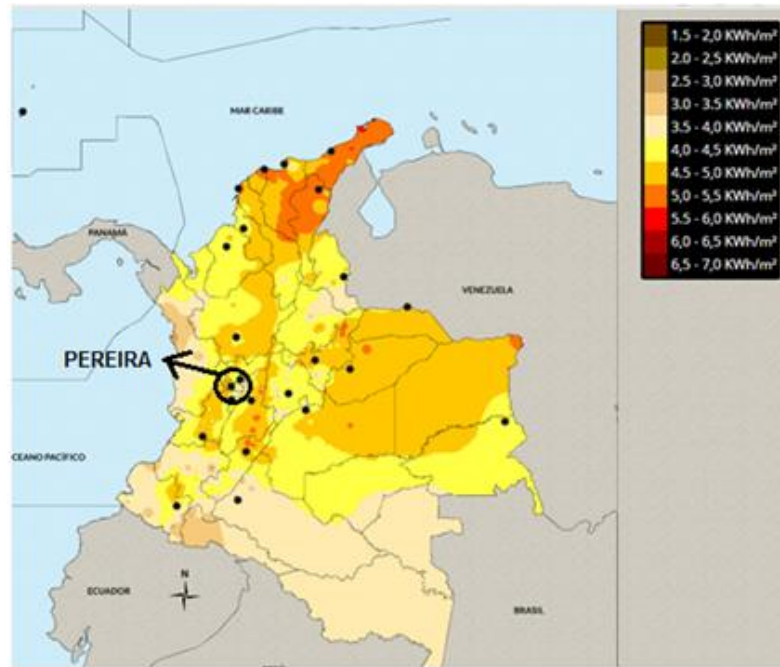 MAR CARIBE
PANAMÁ
VENEZUELA
PEREIRA
CEANO PACÍFICO
N
ECUADOR
BRASIL
1.5 - 2,0 KWh/m²
2.0 - 2,5 KWh/m²
2.5 - 3,0 KWh/m²
3.0 - 3.5 KWh/m²
3.5 - 4,0 KWh/m²
4,0 - 4,5 KWh/m²
4.5 - 5,0 KWh/m²
5,0 - 5,5 KWh/m²
5.5 - 6,0 KWh/m²
6,0 - 6,5 KWh/m²
6,5 - 7,0 KWh/m²